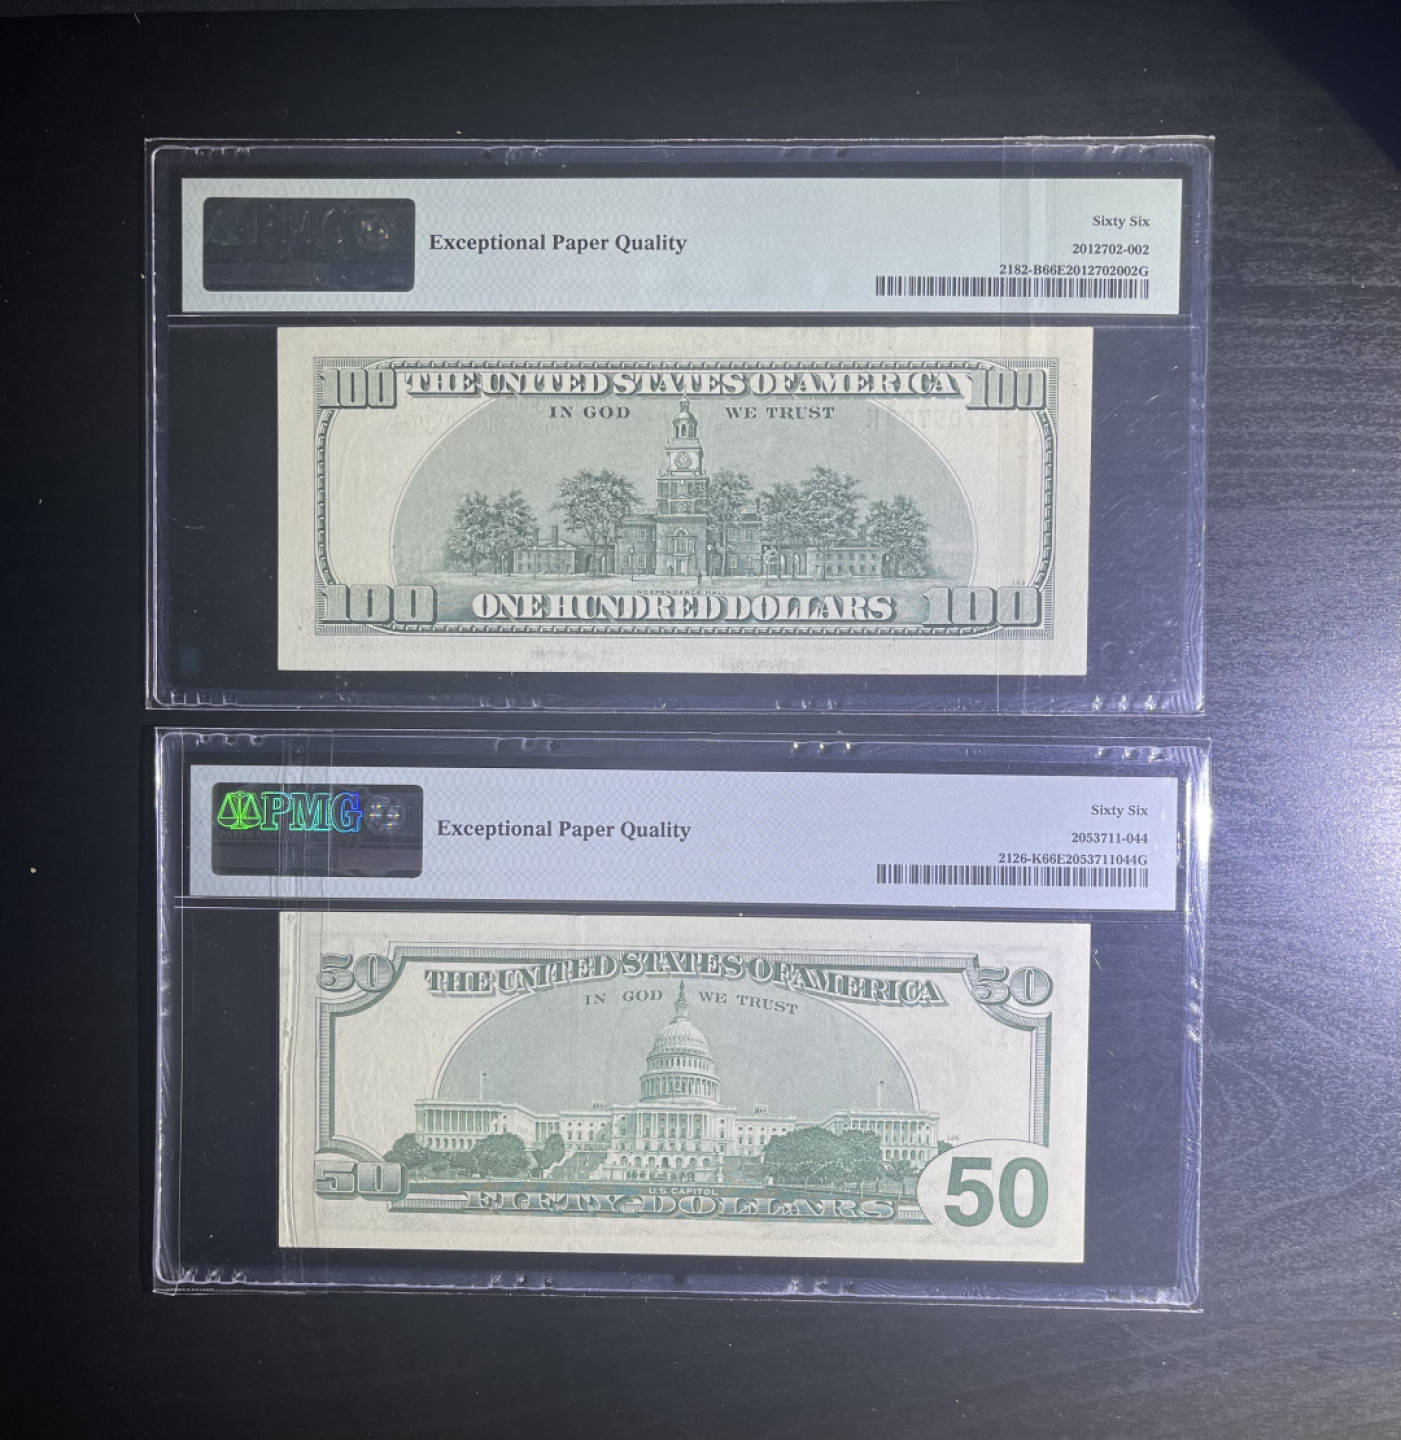 Exceptional Paper Quality
Sixty Six
2012702-002
2182-B66E2012702002G
100 THE UNITED STATES OF AMERICA 100
IN GOD WE TRUST
INDEPENDENCE HALL
100 ONE HUNDRED DOLLARS 100
PMG
Exceptional Paper Quality
Sixty Six
2053711-044
2126-K66E2053711044G
50 THE UNITED STATES OF AMERICA 50
IN GOD WE TRUST
U.S. CAPITOL
50 FIFTY DOLLARS 50